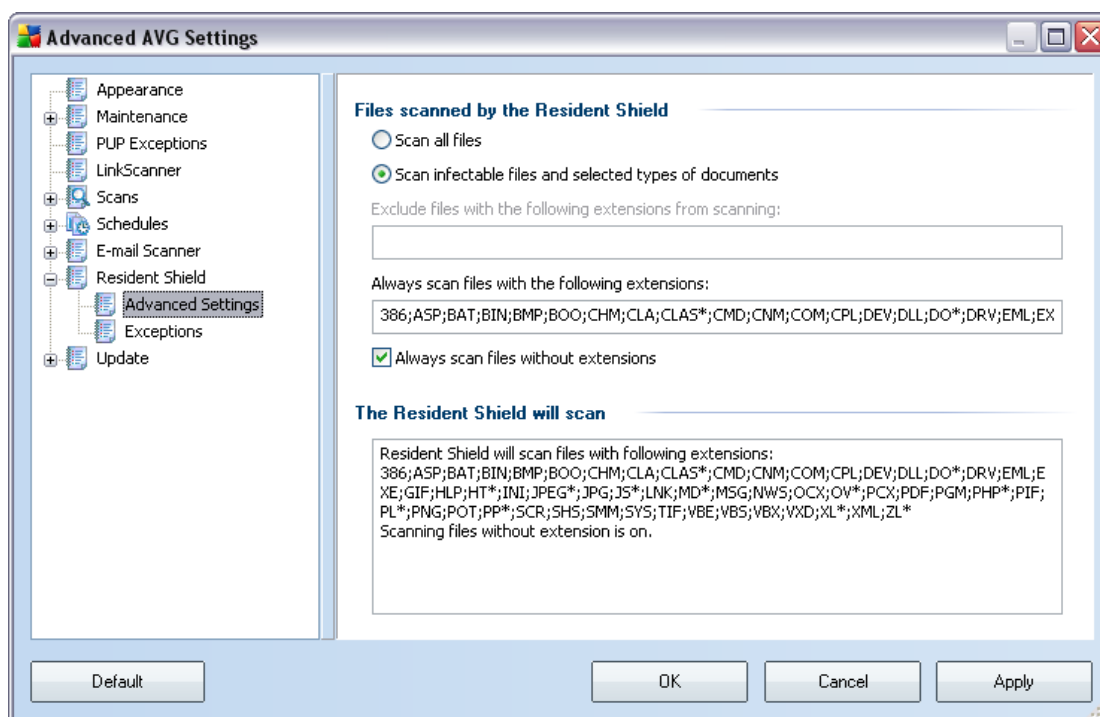 Advanced AVG Settings
Appearance
Maintenance
PUP Exceptions
LinkScanner
Scans
Schedules
E-mail Scanner
Resident Shield
Advanced Settings
Exceptions
Update
Files scanned by the Resident Shield
Scan all files
Scan infectable files and selected types of documents
Exclude files with the following extensions from scanning:
Always scan files with the following extensions:
386;ASP;BAT;BIN;BMP;BOO;CHM;CLA;CLAS*;CMD;CNM;COM;CPL;DEV;DLL;DO*;DRV;EML;EX
Always scan files without extensions
The Resident Shield will scan
Resident Shield will scan files with following extensions:
386;ASP;BAT;BIN;BMP;BOO;CHM;CLA;CLAS*;CMD;CNM;COM;CPL;DEV;DLL;DO*;DRV;EML;E
XE;GIF;HLP;HT*;INI;JPEG*;JPG;JS*;LNK;MD*;MSG;NWS;OCX;OV*;PCX;PDF;PGM;PHP*;PIF;
PL*;PNG;POT;PP*;SCR;SHS;SMM;SYS;TIF;VBE;VBS;VBX;VXD;XL*;XML;ZL*
Scanning files without extension is on.
Default
OK
Cancel
Apply